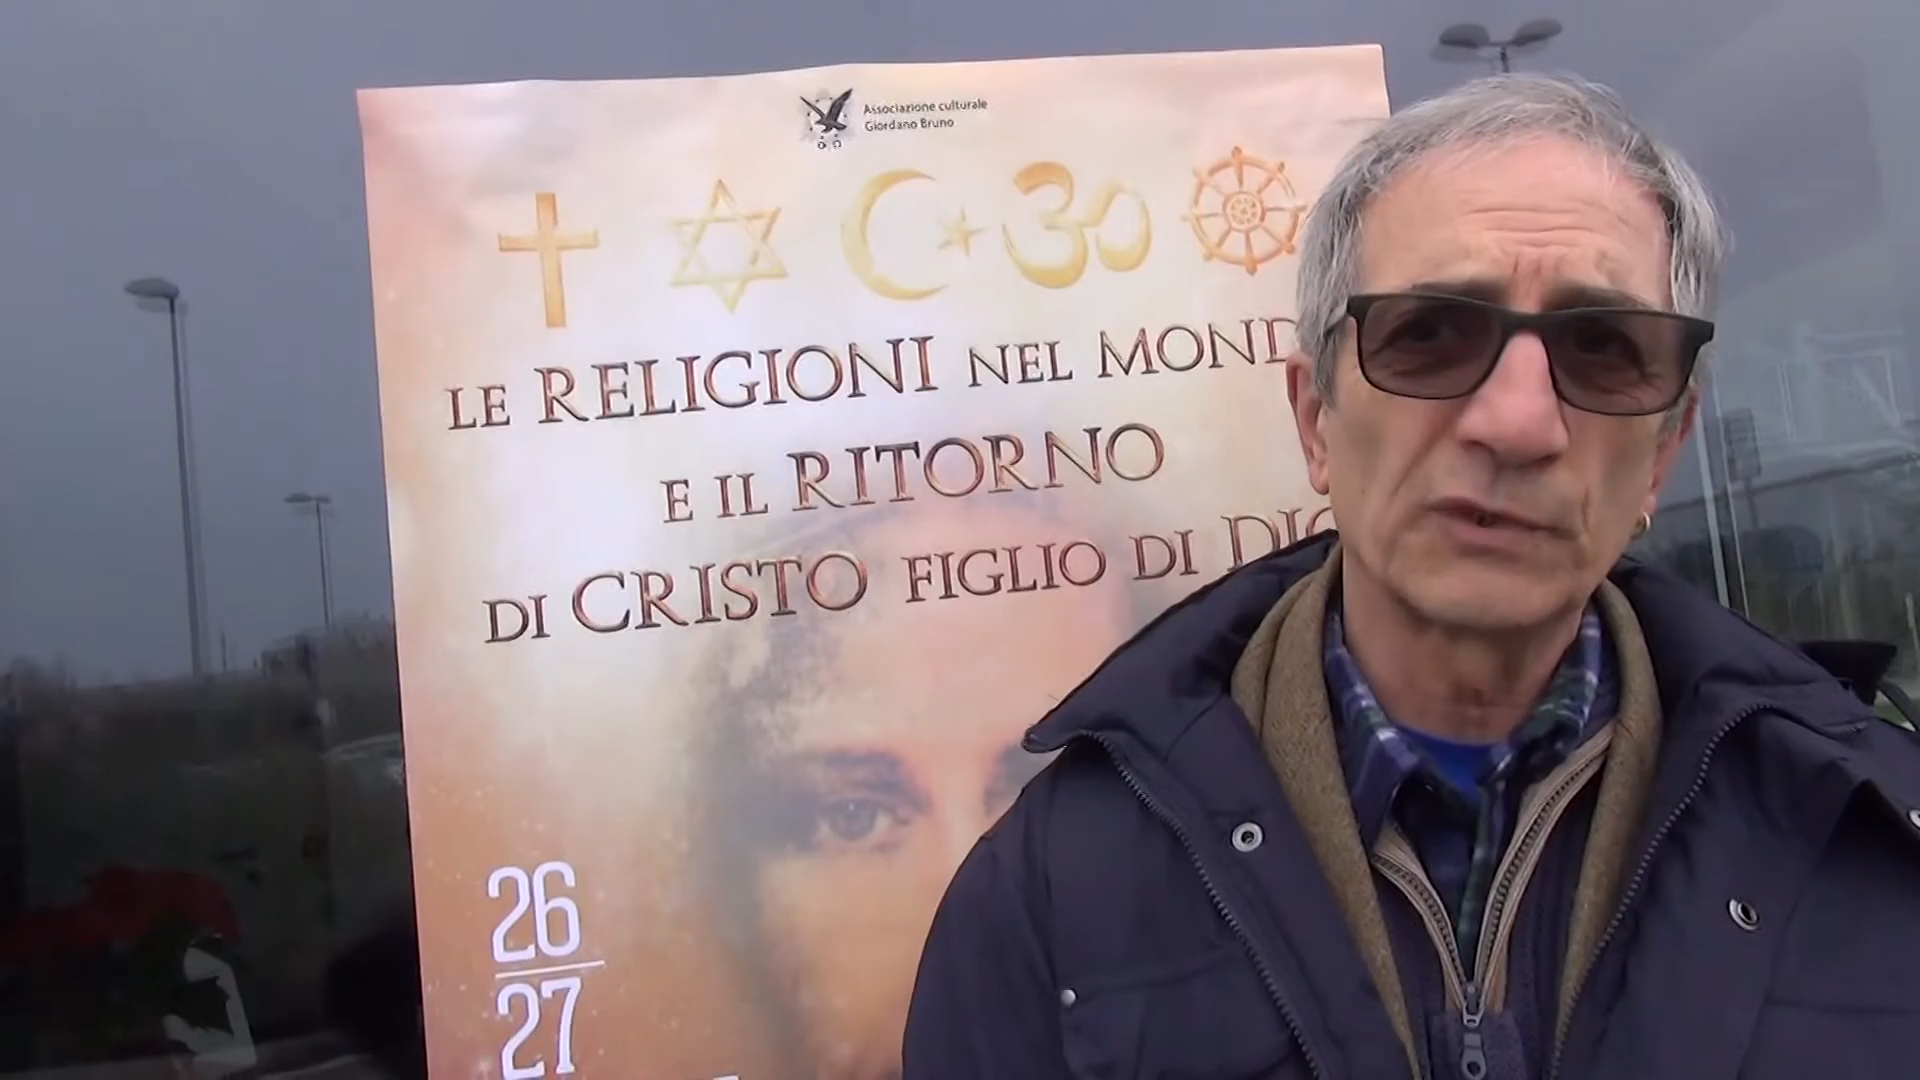 Associazione culturale
Giordano Bruno
LE RELIGIONI NEL MOND
E IL RITORNO
DI CRISTO FIGLIO DI DIO
26
27